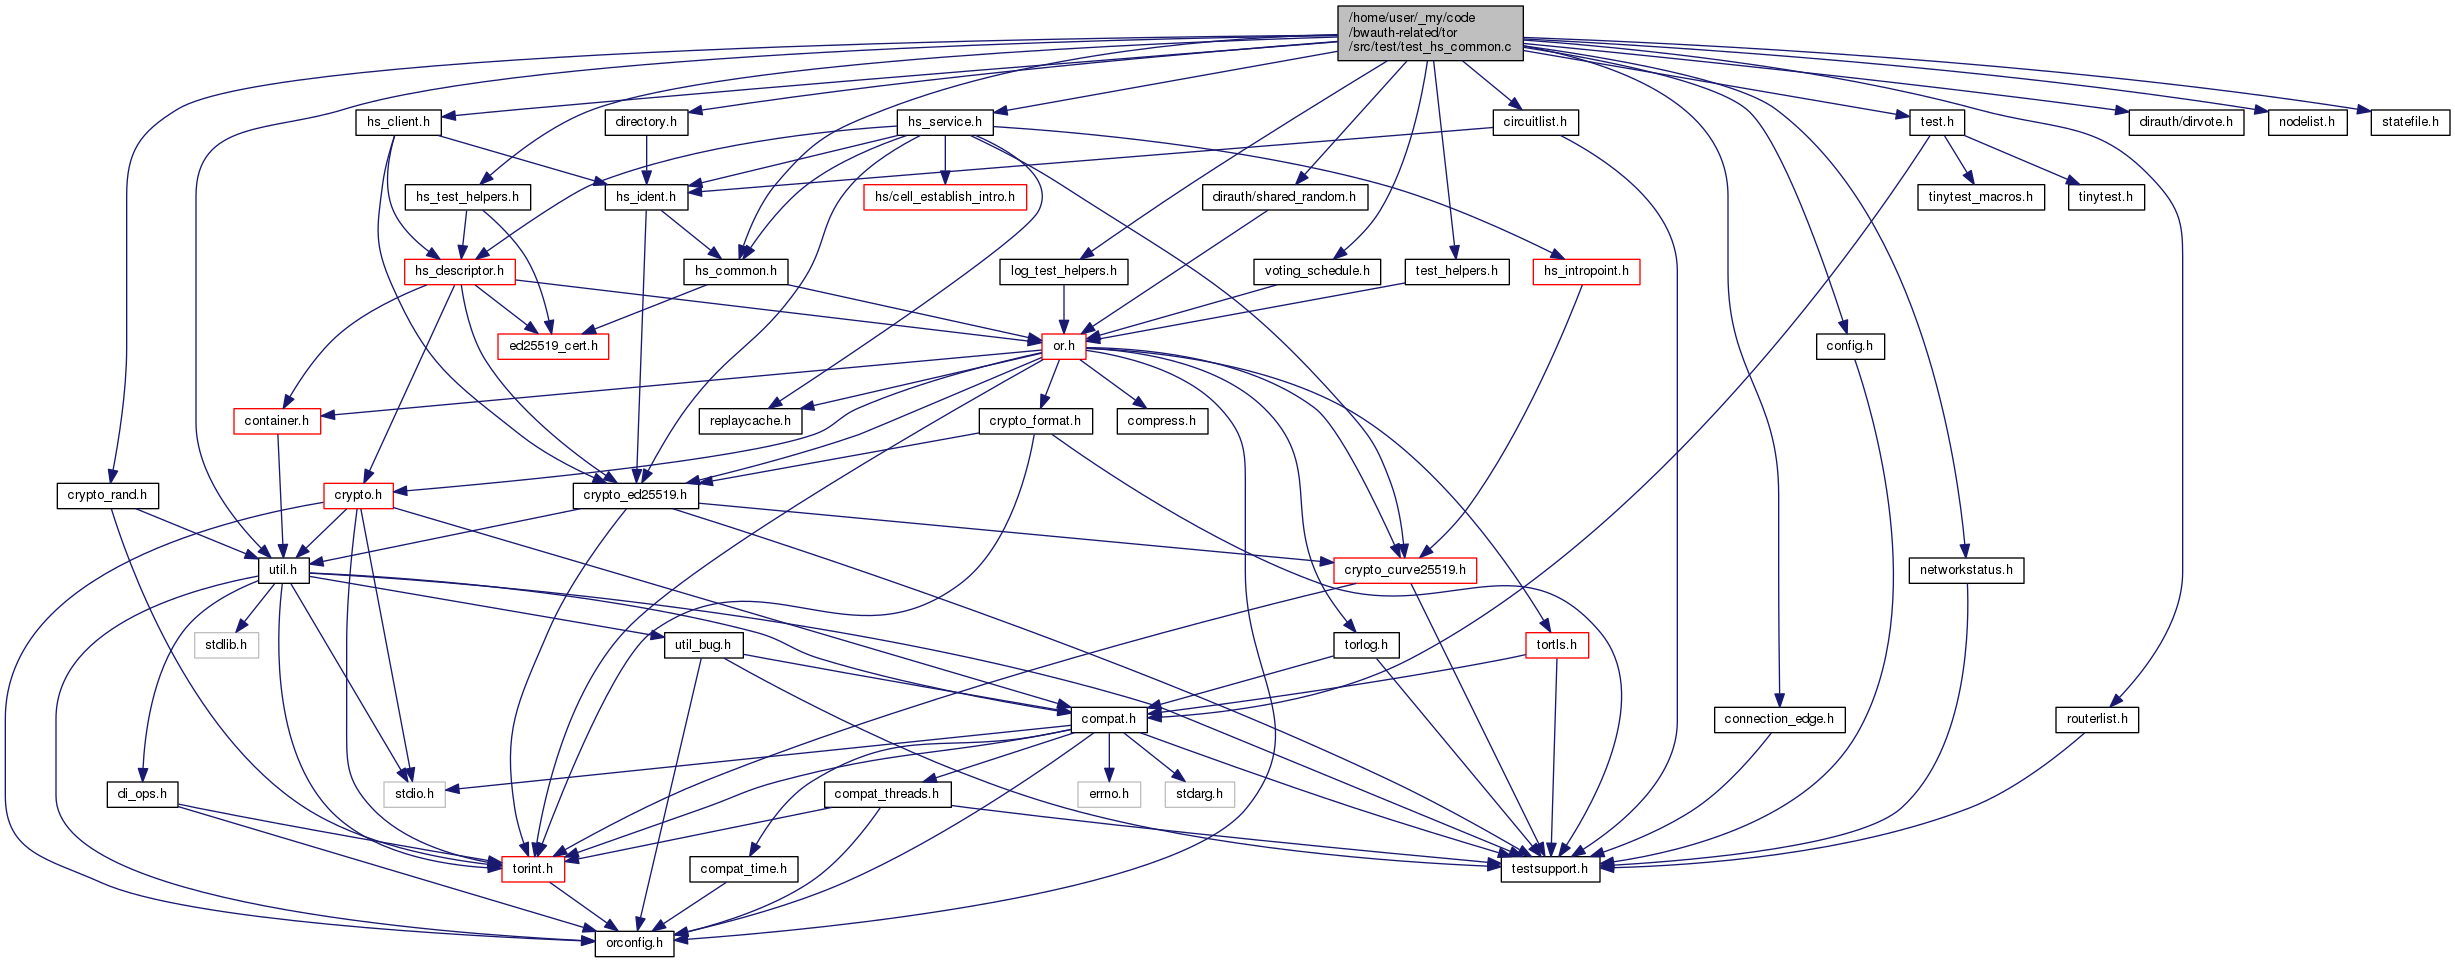 /home/user/_my/code
/bwauth-related/tor
/src/test/test_hs_common.c
hs_client.h
directory.h
hs_service.h
circuitlist.h
test.h
dirauth/dirvote.h
nodelist.h
statefile.h
hs_test_helpers.h
hs_ident.h
hs/cell_establish_intro.h
dirauth/shared_random.h
tinytest_macros.h
tinytest.h
hs_descriptor.h
hs_common.h
log_test_helpers.h
voting_schedule.h
test_helpers.h
hs_intropoint.h
ed25519_cert.h
or.h
config.h
container.h
replaycache.h
crypto_format.h
compress.h
crypto_rand.h
crypto.h
crypto_ed25519.h
util.h
crypto_curve25519.h
networkstatus.h
stdlib.h
util_bug.h
torlog.h
tortls.h
compat.h
connection_edge.h
routerlist.h
di_ops.h
stdio.h
compat_threads.h
errno.h
stdarg.h
torint.h
compat_time.h
testsupport.h
orconfig.h